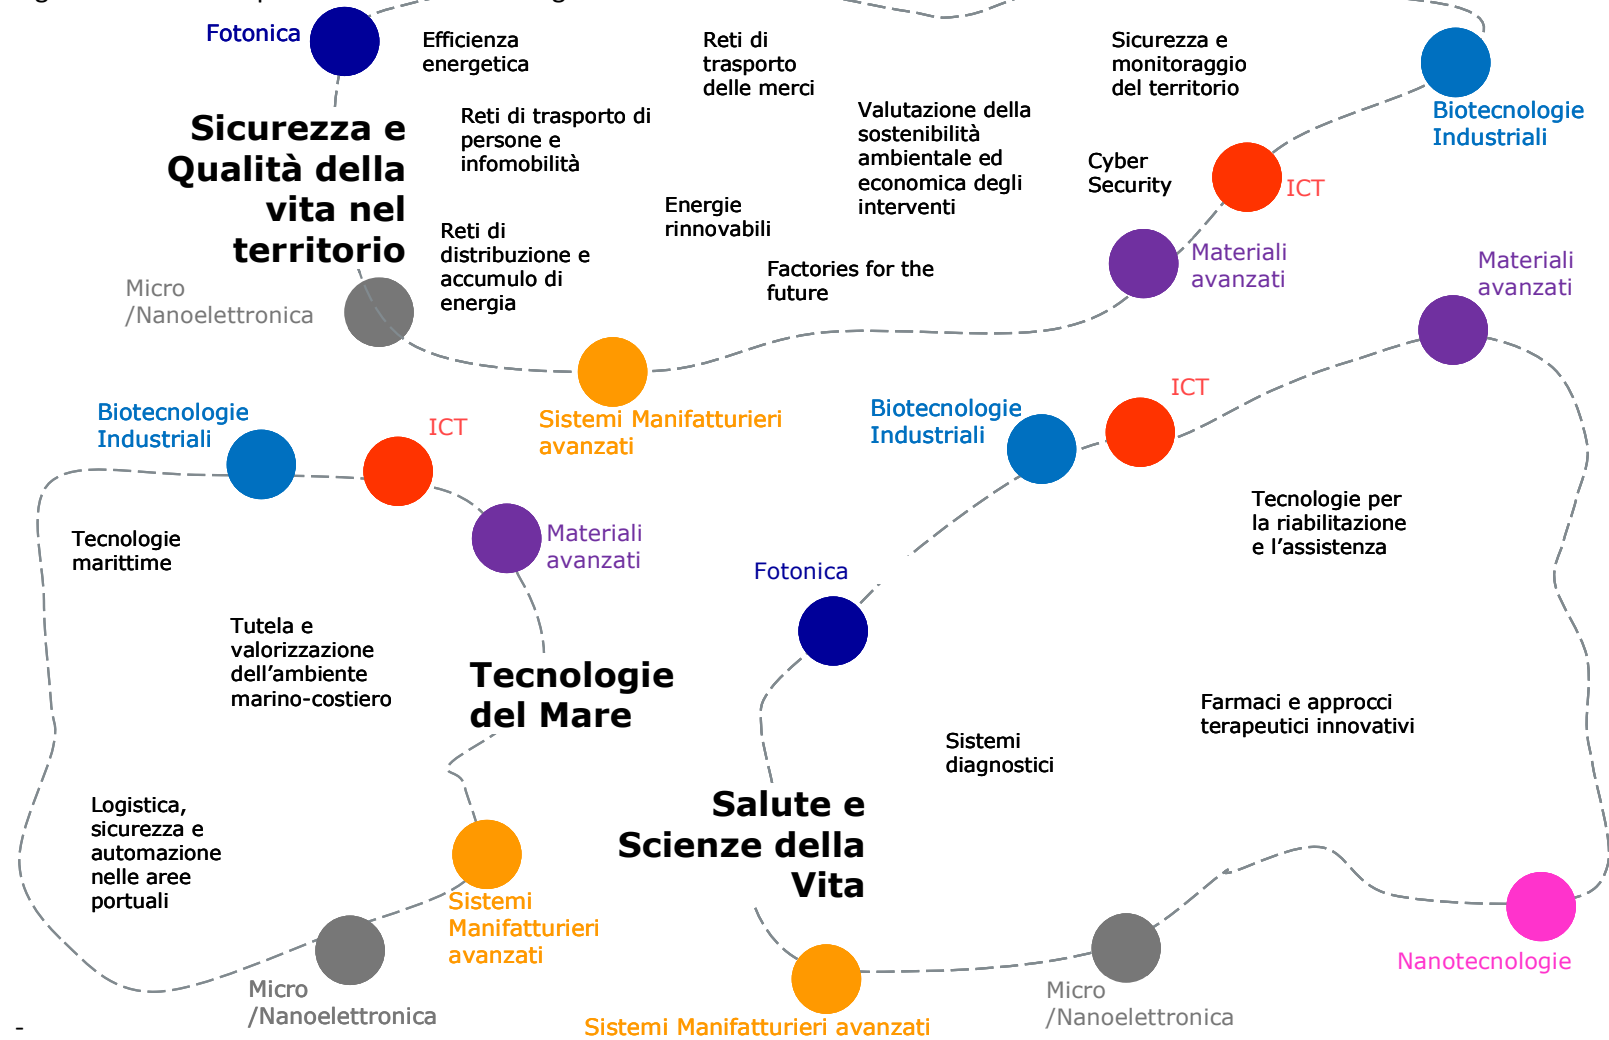 Fotonica
Efficienza
energetica
Reti di
trasporto
delle merci
Sicurezza e
monitoraggio
del territorio
Biotecnologie
Industriali
Sicurezza e
Qualità della
vita nel
territorio
Reti di trasporto di
persone e
infomobilità
Valutazione della
sostenibilità
ambientale ed
economica degli
interventi
Cyber
Security
ICT
Energie
rinnovabili
Reti di
distribuzione e
accumulo di
energia
Factories for the
future
Materiali
avanzati
Micro
/Nanoelettronica
Sistemi Manifatturieri
avanzati
Biotecnologie
Industriali
ICT
Materiali
avanzati
Tecnologie
marittime
Tutela e
valorizzazione
dell’ambiente
marino-costiero
Tecnologie
del Mare
Logistica,
sicurezza e
automazione
nelle aree
portuali
Sistemi
Manifatturieri
avanzati
Micro
/Nanoelettronica
-
Materiali
avanzati
ICT
Biotecnologie
Industriali
Tecnologie per
la riabilitazione
e l’assistenza
Fotonica
Farmaci e approcci
terapeutici innovativi
Sistemi
diagnostici
Salute e
Scienze della
Vita
Nanotecnologie
Micro
/Nanoelettronica
Sistemi Manifatturieri avanzati